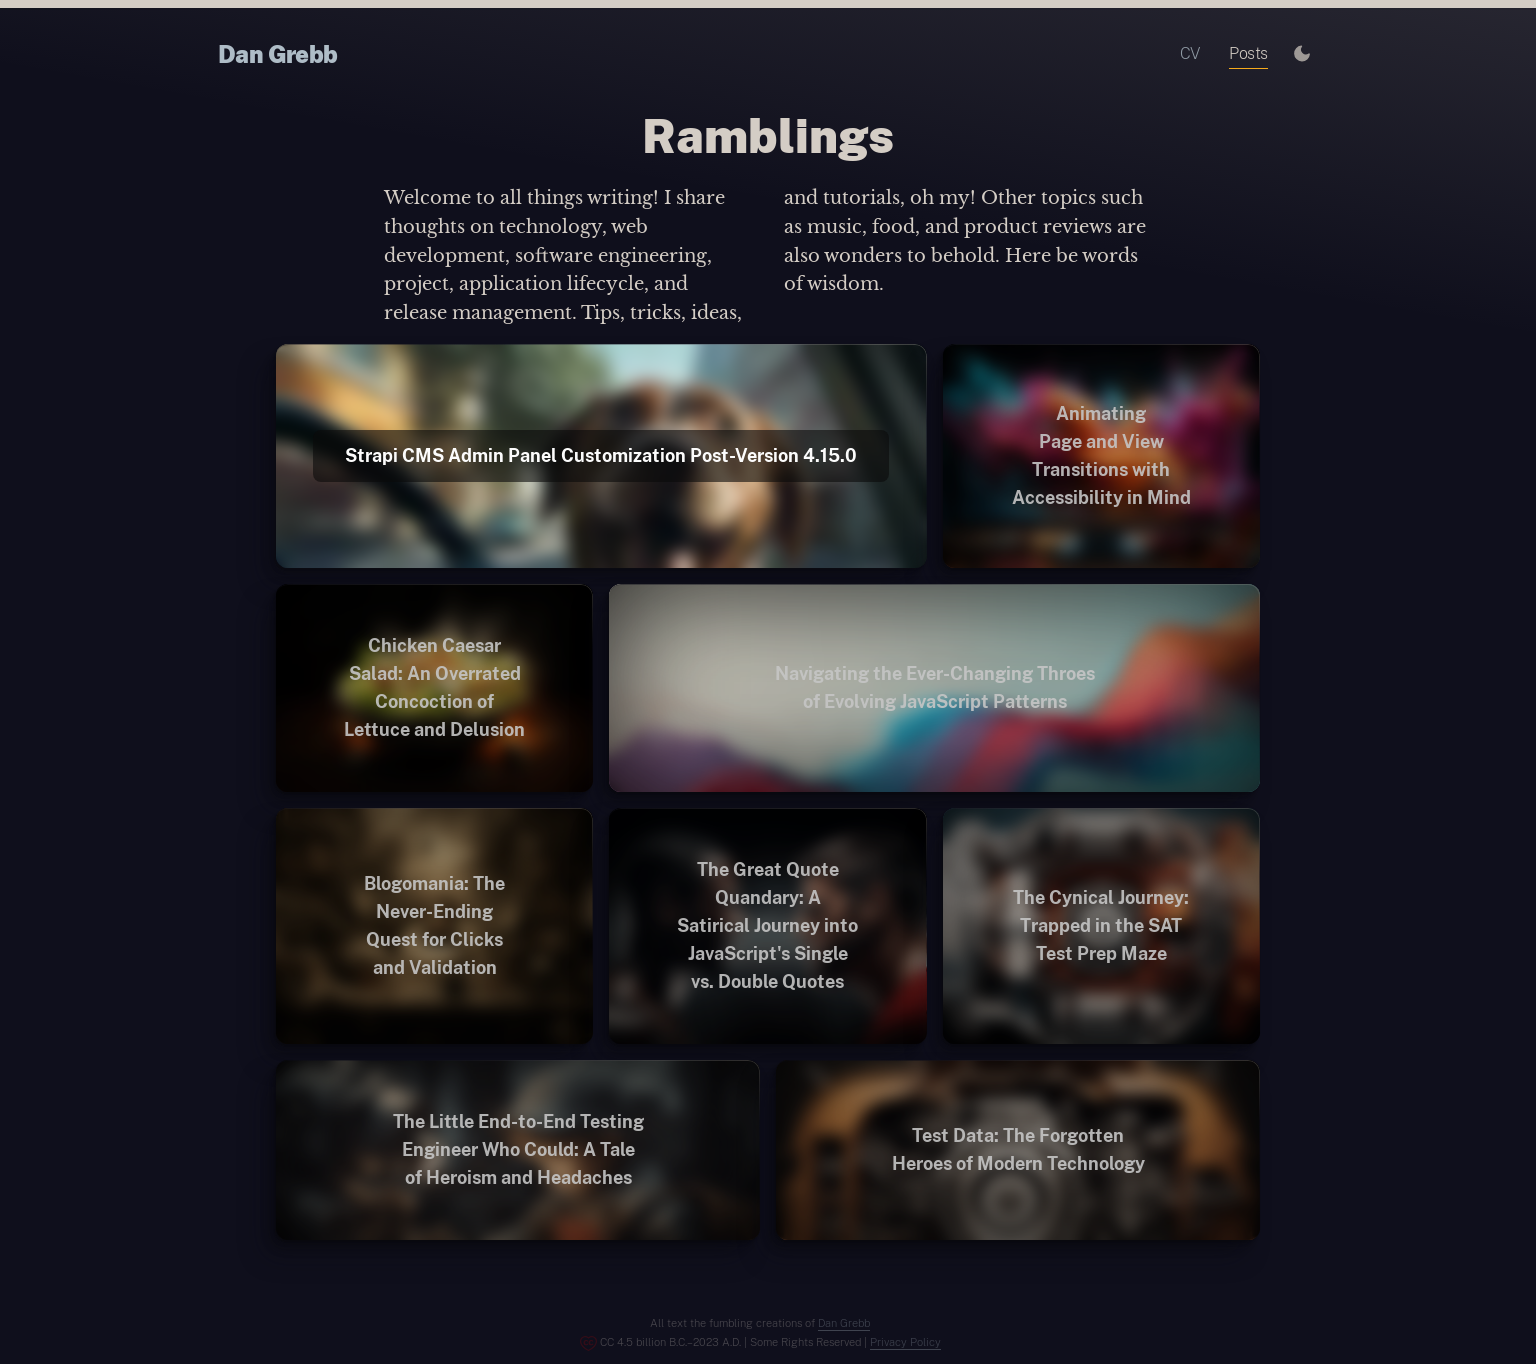 Dan Grebb
CV
Posts
Ramblings
Welcome to all things writing! I share
thoughts on technology, web
development, software engineering,
project, application lifecycle, and
release management. Tips, tricks, ideas,
and tutorials, oh my! Other topics such
as music, food, and product reviews are
also wonders to behold. Here be words
of wisdom.
Strapi CMS Admin Panel Customization Post-Version 4.15.0
Animating
Page and View
Transitions with
Accessibility in Mind
Chicken Caesar
Salad: An Overrated
Concoction of
Lettuce and Delusion
Navigating the Ever-Changing Throes
of Evolving JavaScript Patterns
Blogomania: The
Never-Ending
Quest for Clicks
and Validation
The Great Quote
Quandary: A
Satirical Journey into
JavaScript's Single
vs. Double Quotes
The Cynical Journey:
Trapped in the SAT
Test Prep Maze
The Little End-to-End Testing
Engineer Who Could: A Tale
of Heroism and Headaches
Test Data: The Forgotten
Heroes of Modern Technology
All text the fumbling creations of Dan Grebb
CC 4.5 billion B.C.–2023 A.D. | Some Rights Reserved | Privacy Policy